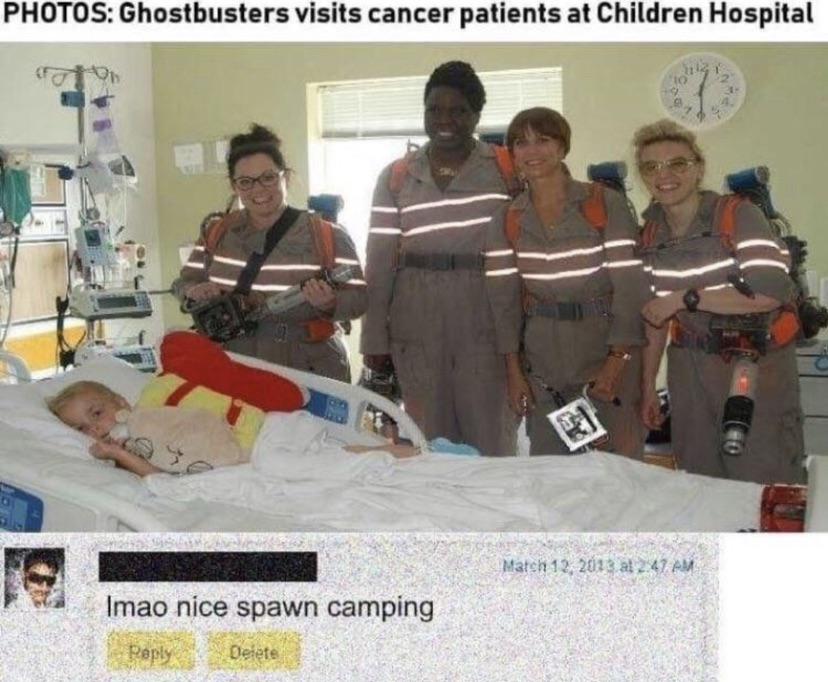 PHOTOS: Ghostbusters visits cancer patients at Children Hospital
March 12, 2013 at 2:47 AM
lmao nice spawn camping
Reply Delete